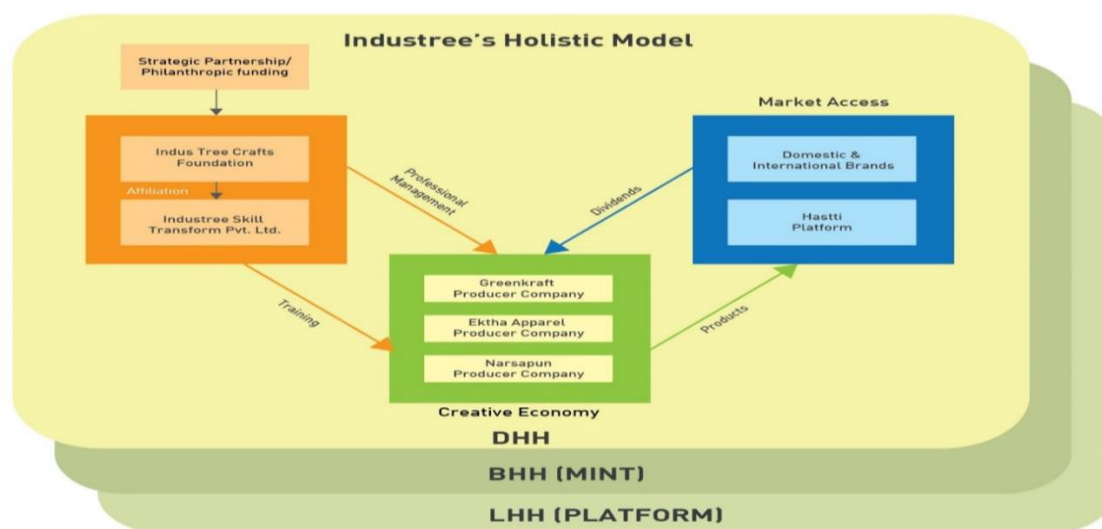 Industree's Holistic Model
Strategic Partnership/
Philanthropic funding
Indus Tree Crafts
Foundation
Affiliation
Industree Skill
Transform Pvt. Ltd.
Professional
Management
Training
Market Access
Domestic &
International Brands
Hastti
Platform
Dividends
Products
Greenkraft
Producer Company
Ektha Apparel
Producer Company
Narsapun
Producer Company
Creative Economy
DHH
BHH (MINT)
LHH (PLATFORM)